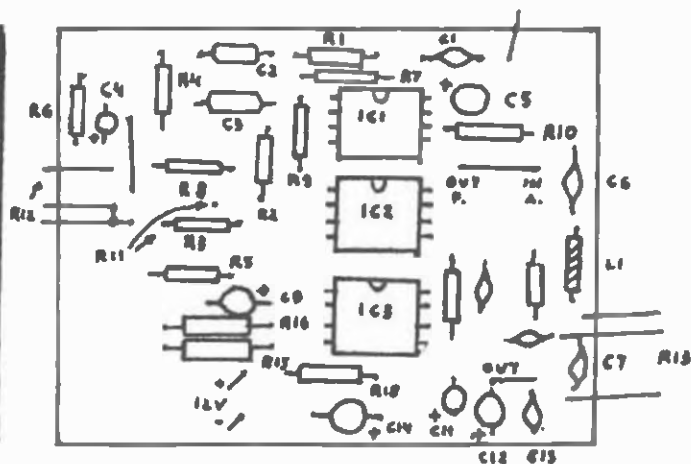 R1
C1
C2
R7
R4
C4
R6
C5
C3
IC1
R10
R9
R2
R8
OUT
P.
IN
A.
C6
IC2
R12
R11
R3
L1
R5
C9
IC3
R16
C7
R13
R15
R18
OUT
12V
+
-
C14
C11
C12
C13